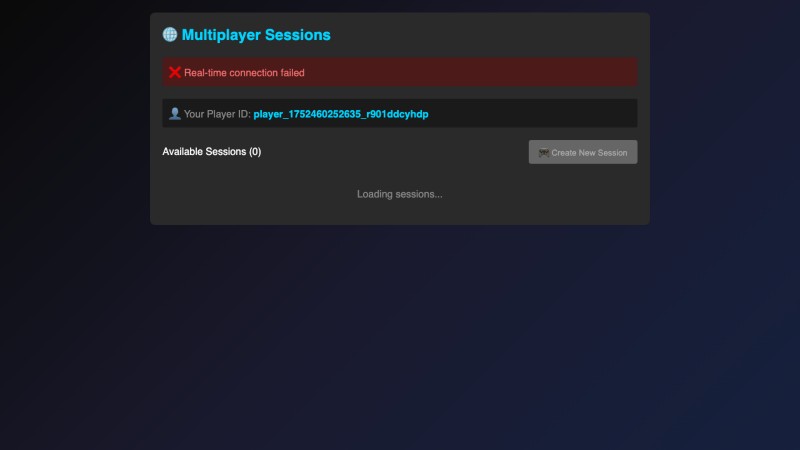 🌐 Multiplayer Sessions
❌ Real-time connection failed
👤 Your Player ID: player_1752460252635_r901ddcyhdp
Available Sessions (0)
🎮 Create New Session
Loading sessions...